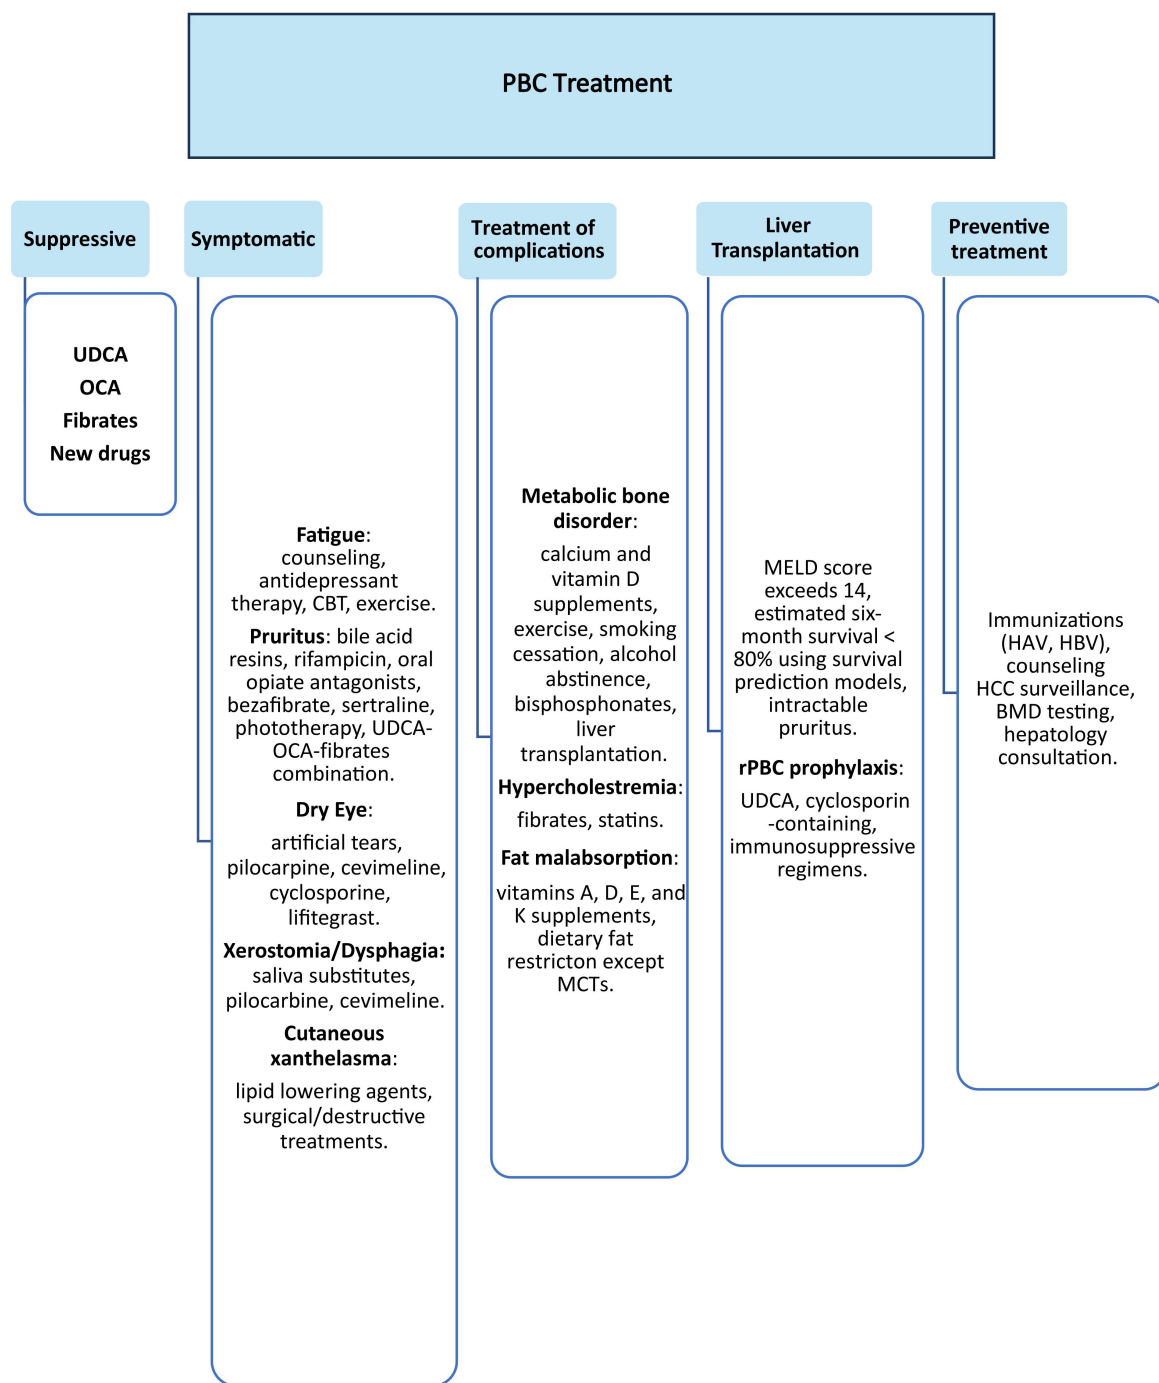 PBC Treatment
Suppressive
UDCA
OCA
Fibrates
New drugs
Symptomatic
Fatigue:
counseling,
antidepressant
therapy, CBT, exercise.
Pruritus: bile acid
resins, rifampicin, oral
opiate antagonists,
bezafibrate, sertraline,
phototherapy, UDCA-
OCA-fibrates
combination.
Dry Eye:
artificial tears,
pilocarpine, cevimeline,
cyclosporine,
lifitegrast.
Xerostomia/Dysphagia:
saliva substitutes,
pilocarbine, cevimeline.
Cutaneous
xanthelasma:
lipid lowering agents,
surgical/destructive
treatments.
Treatment of
complications
Metabolic bone
disorder:
calcium and
vitamin D
supplements,
exercise, smoking
cessation, alcohol
abstinence,
bisphosphonates,
liver
transplantation.
Hypercholestremia:
fibrates, statins.
Fat malabsorption:
vitamins A, D, E, and
K supplements,
dietary fat
restricton except
MCTs.
Liver
Transplantation
MELD score
exceeds 14,
estimated six-
month survival <
80% using survival
prediction models,
intractable
pruritus.
rPBC prophylaxis:
UDCA, cyclosporin
-containing,
immunosuppressive
regimens.
Preventive
treatment
Immunizations
(HAV, HBV),
counseling
HCC surveillance,
BMD testing,
hepatology
consultation.